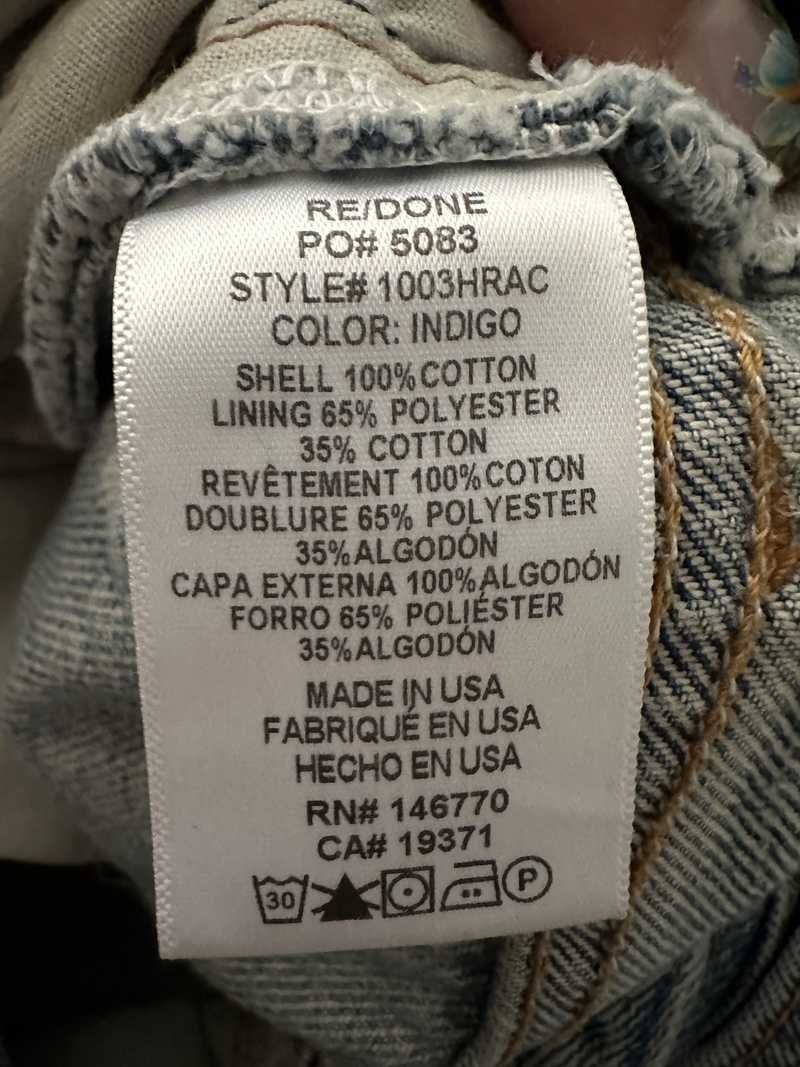 RE/DONE
PO# 5083
STYLE# 1003HRAC
COLOR: INDIGO
SHELL 100% COTTON
LINING 65% POLYESTER
35% COTTON
REVÊTEMENT 100% COTON
DOUBLURE 65% POLYESTER
35% ALGODÓN
CAPA EXTERNA 100% ALGODÓN
FORRO 65% POLIÉSTER
35% ALGODÓN
MADE IN USA
FABRIQUÉ EN USA
HECHO EN USA
RN# 146770
CA# 19371
30 P